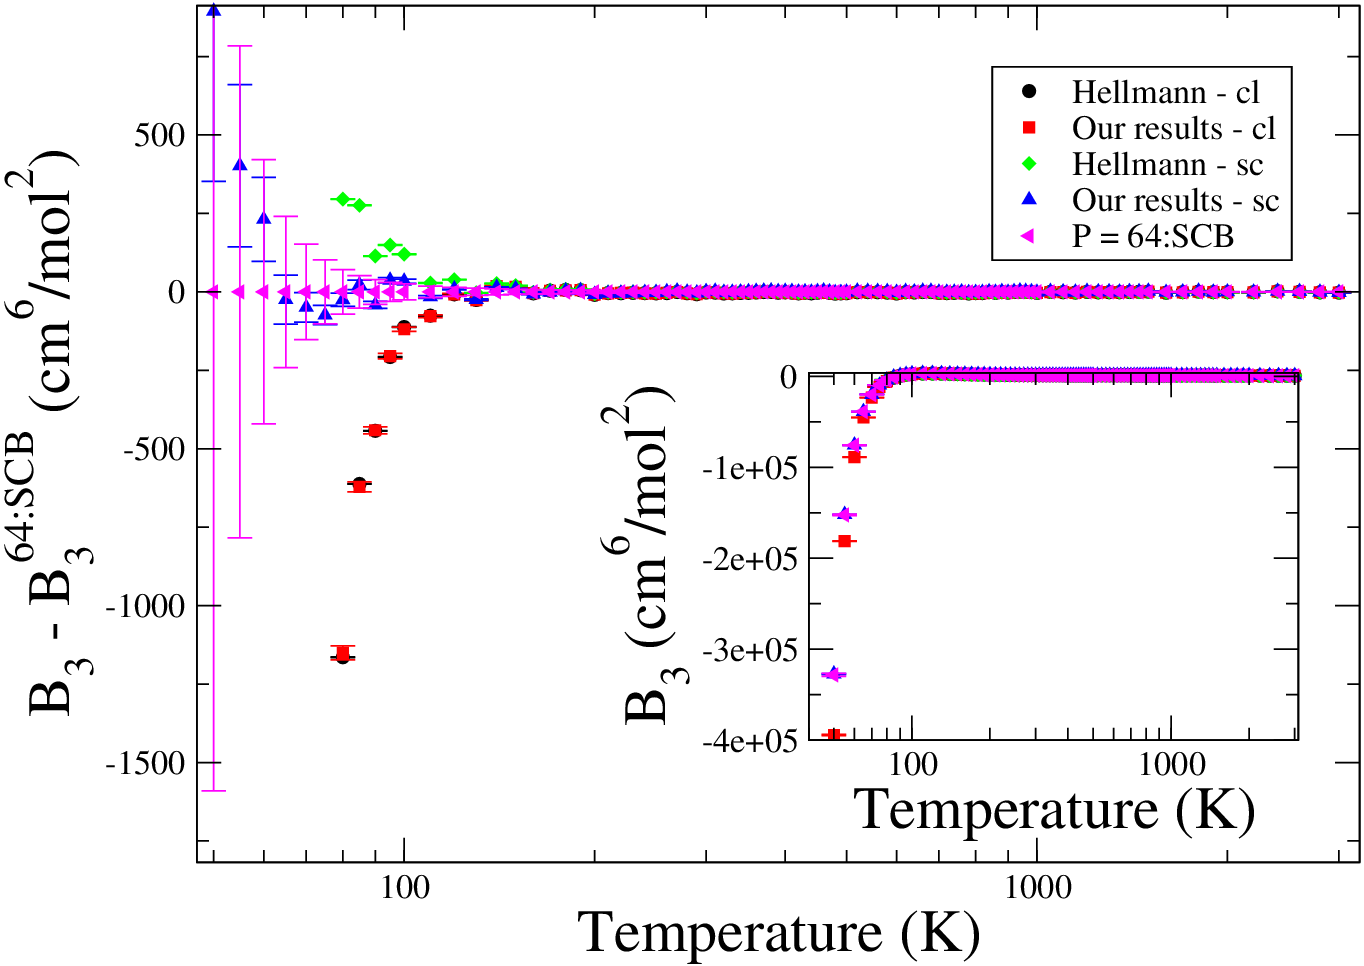 B₃ - B₃^64:SCB (cm⁶/mol²)
500
0
-500
-1000
-1500
100
1000
Temperature (K)
Hellmann - cl
Our results - cl
Hellmann - sc
Our results - sc
P = 64:SCB
B₃ (cm⁶/mol²)
0
-1e+05
-2e+05
-3e+05
-4e+05
100
1000
Temperature (K)